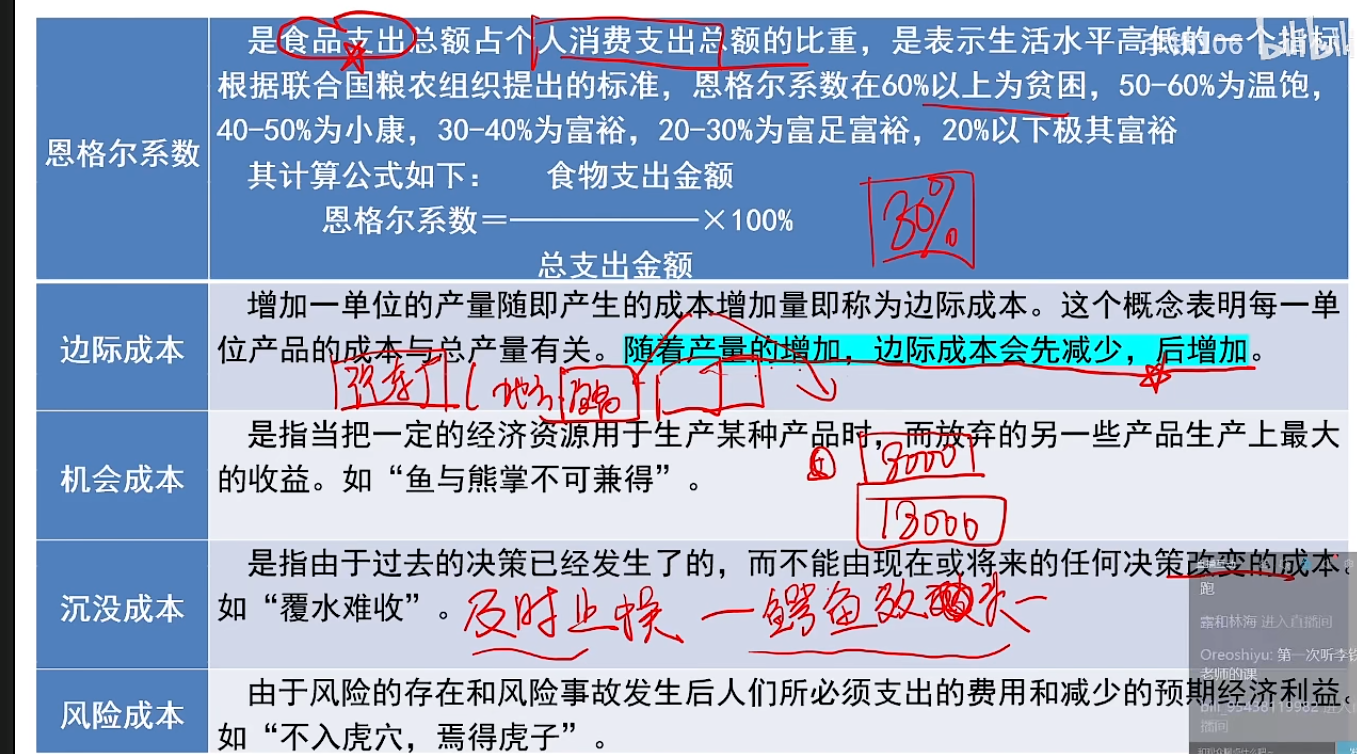 是食品支出总额占个人消费支出总额的比重，是表示生活水平高低的一个指标
根据联合国粮农组织提出的标准，恩格尔系数在60%以上为贫困，50-60%为温饱，
恩格尔系数
40-50%为小康，30-40%为富裕，20-30%为富足富裕，20%以下极其富裕
其计算公式如下： 食物支出金额
恩格尔系数＝——————×100%
总支出金额
30%
增加一单位的产量随即产生的成本增加量即称为边际成本。这个概念表明每一单
边际成本
位产品的成本与总产量有关。随着产量的增加，边际成本会先减少，后增加。
是指当把一定的经济资源用于生产某种产品时，而放弃的另一些产品生产上最大
机会成本
的收益。如“鱼与熊掌不可兼得”。
8000
13000
是指由于过去的决策已经发生了的，而不能由现在或将来的任何决策改变的成本。
沉没成本
如“覆水难收”。
及时止损 — 鳄鱼效应
跑
露和林海 进入直播间
Oreoshiyu: 第一次听李铁
老师的课
bili_95458119982 进入
播间
由于风险的存在和风险事故发生后人们所必须支出的费用和减少的预期经济利益。
风险成本
如“不入虎穴，焉得虎子”。